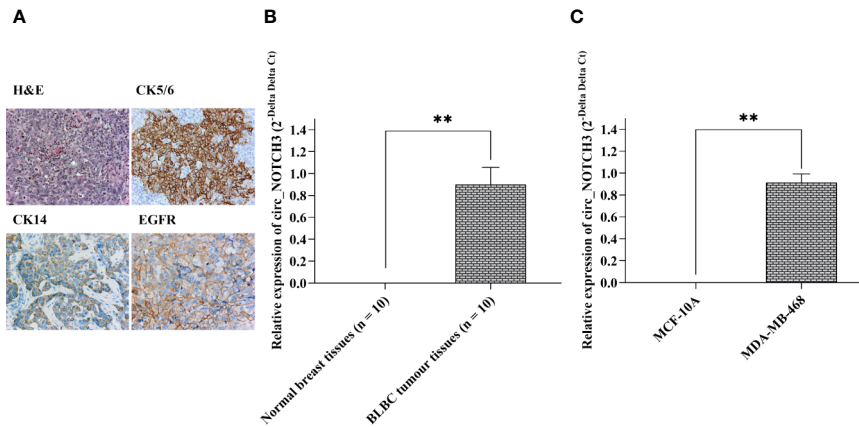 A
H&E
CK5/6
CK14
EGFR
B
Relative expression of circ_NOTCH3 (2^-Delta Delta Ct)
1.4
1.2
1.0
0.8
0.6
0.4
0.2
0.0
**
Normal breast tissues (n = 10)
BLBC tumour tissues (n = 10)
C
Relative expression of circ_NOTCH3 (2^-Delta Delta Ct)
1.4
1.2
1.0
0.8
0.6
0.4
0.2
0.0
**
MCF-10A
MDA-MB-468